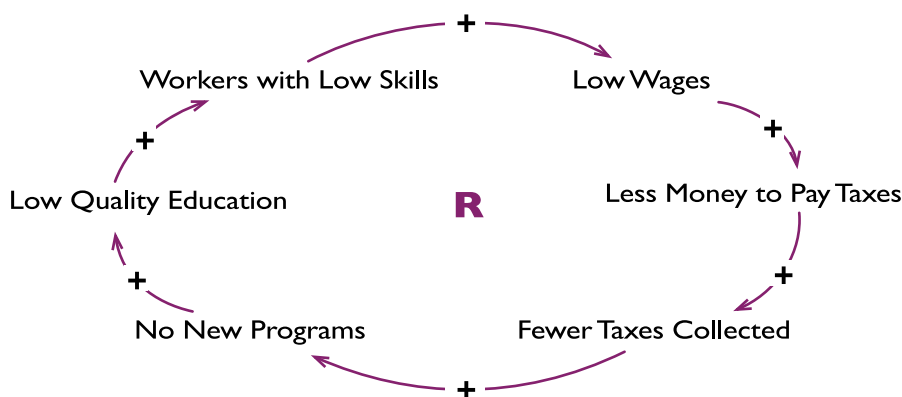 +
Workers with Low Skills
Low Wages
+
+
Low Quality Education
R
Less Money to Pay Taxes
+
+
No New Programs
Fewer Taxes Collected
+